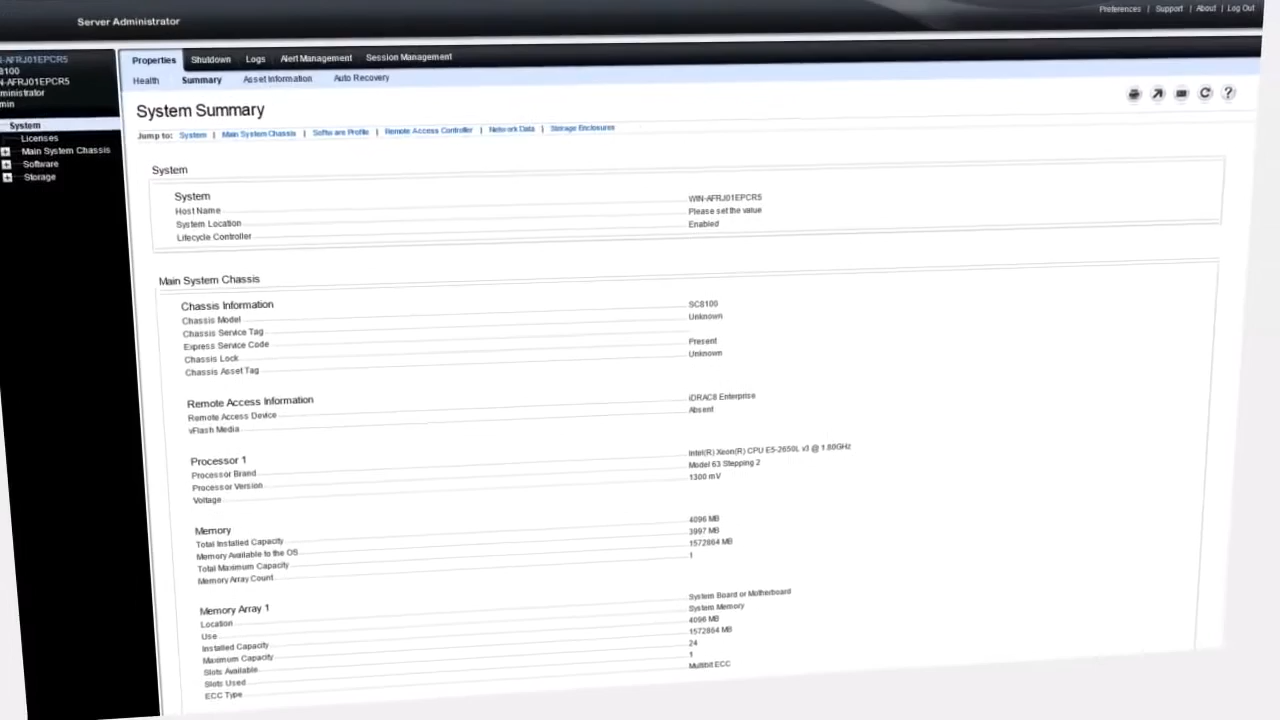 Server Administrator
Preferences | Support | About | Log Out
N-AFRJ01EPCR5
8100
N-AFRJ01EPCR5
ministrator
min
System
Licenses
Main System Chassis
Software
Storage
Properties Shutdown Logs Alert Management Session Management
Health Summary Asset Information Auto Recovery
System Summary
Jump to: System | Main System Chassis | Software Profile | Remote Access Controller | Network Data | Storage Enclosures
System
System
Host Name WIN-AFRJ01EPCR5
System Location Please set the value
Lifecycle Controller Enabled
Main System Chassis
Chassis Information
Chassis Model SC8100
Chassis Service Tag Unknown
Express Service Code
Chassis Lock Present
Chassis Asset Tag Unknown
Remote Access Information
Remote Access Device iDRAC8 Enterprise
vFlash Media Absent
Processor 1
Processor Brand Intel(R) Xeon(R) CPU E5-2650L v3 @ 1.80GHz
Processor Version Model 63 Stepping 2
Voltage 1300 mV
Memory
Total Installed Capacity 4096 MB
Memory Available to the OS 3997 MB
Total Maximum Capacity 1572864 MB
Memory Array Count 1
Memory Array 1
Location System Board or Motherboard
Use System Memory
Installed Capacity 4096 MB
Maximum Capacity 1572864 MB
Slots Available 24
Slots Used 1
ECC Type Multibit ECC